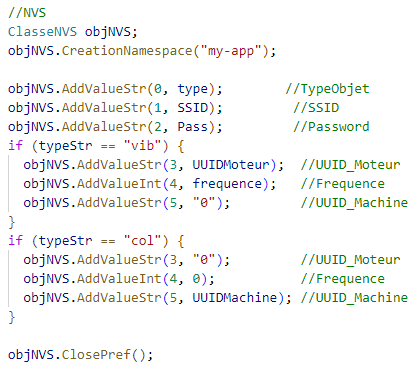 //NVS
ClasseNVS objNVS;
objNVS.CreationNamespace("my-app");

objNVS.AddValueStr(0, type);        //TypeObjet
objNVS.AddValueStr(1, SSID);         //SSID
objNVS.AddValueStr(2, Pass);         //Password
if (typeStr == "vib") {
  objNVS.AddValueStr(3, UUIDMoteur);  //UUID_Moteur
  objNVS.AddValueInt(4, frequence);   //Frequence
  objNVS.AddValueStr(5, "0");         //UUID_Machine
}
if (typeStr == "col") {
  objNVS.AddValueStr(3, "0");         //UUID_Moteur
  objNVS.AddValueInt(4, 0);           //Frequence
  objNVS.AddValueStr(5, UUIDMachine); //UUID_Machine
}

objNVS.ClosePref();